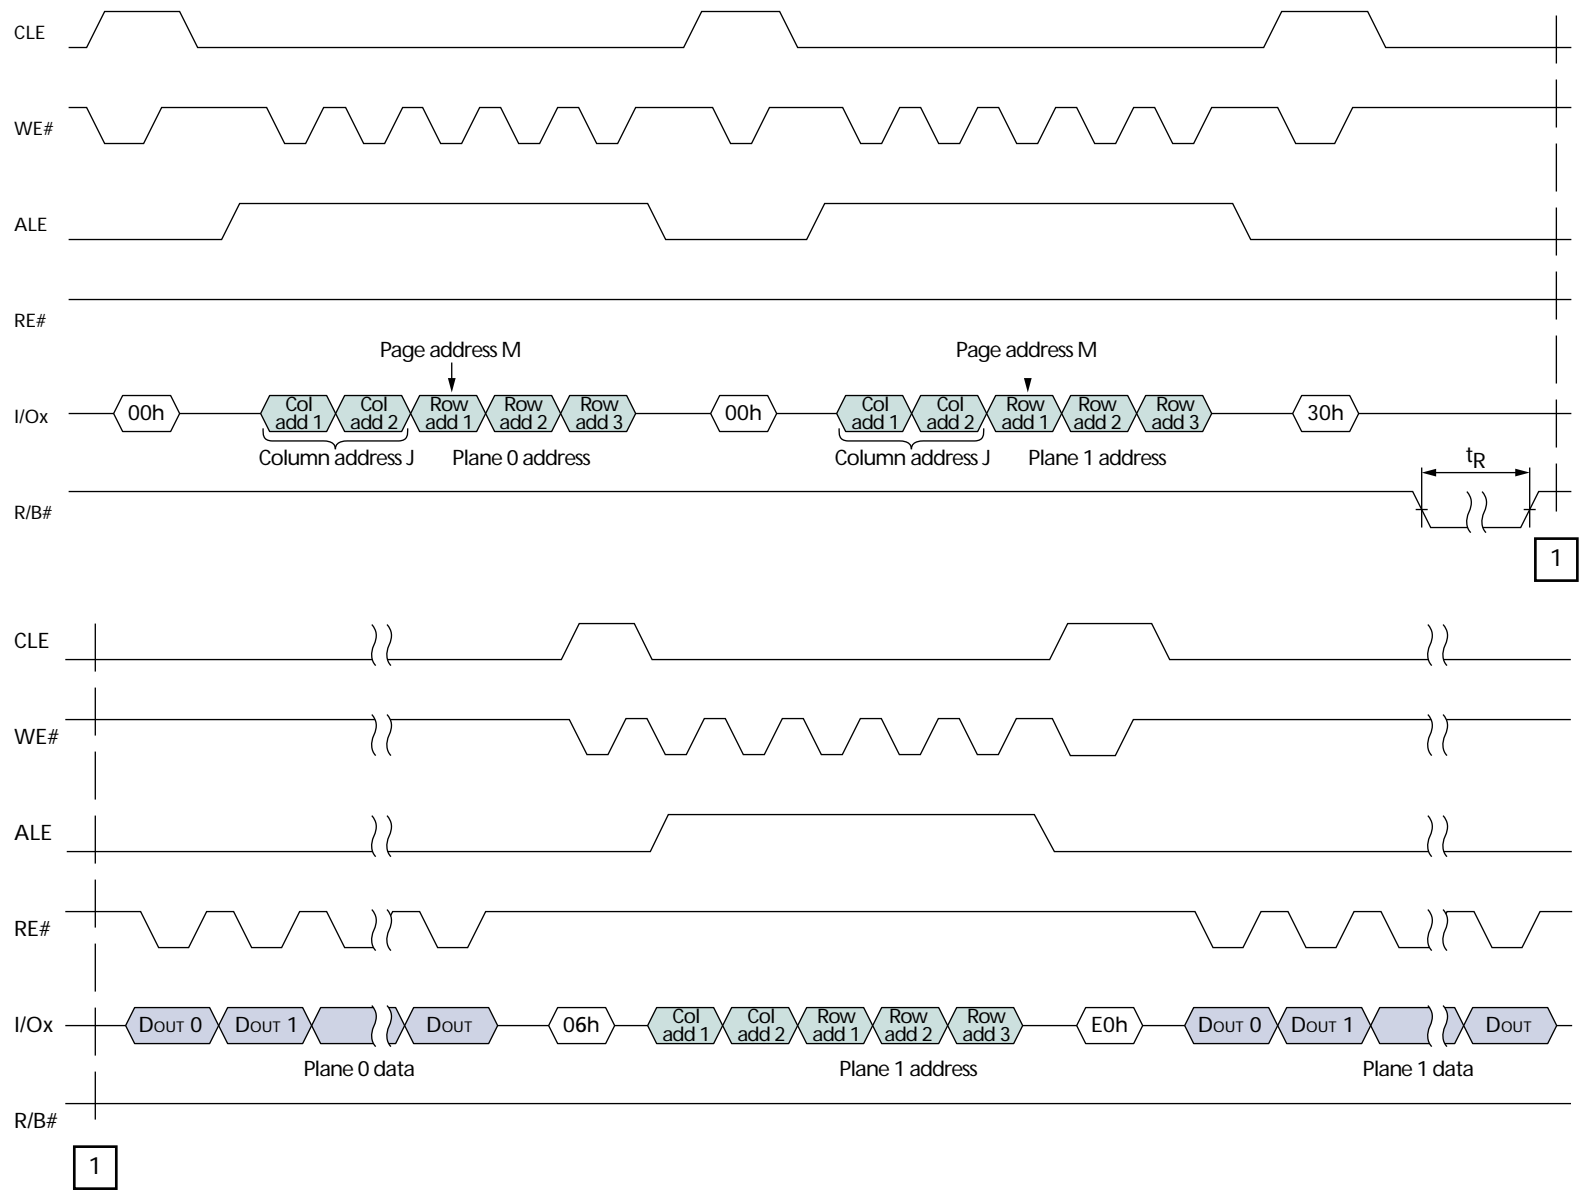 CLE
WE#
ALE
RE#
Page address M
Page address M
I/Ox
00h
Col add 1
Col add 2
Row add 1
Row add 2
Row add 3
00h
Col add 1
Col add 2
Row add 1
Row add 2
Row add 3
30h
Column address J
Plane 0 address
Column address J
Plane 1 address
tR
R/B#
1
CLE
WE#
ALE
RE#
I/Ox
DOUT 0
DOUT 1
DOUT
06h
Col add 1
Col add 2
Row add 1
Row add 2
Row add 3
E0h
DOUT 0
DOUT 1
DOUT
Plane 0 data
Plane 1 address
Plane 1 data
R/B#
1